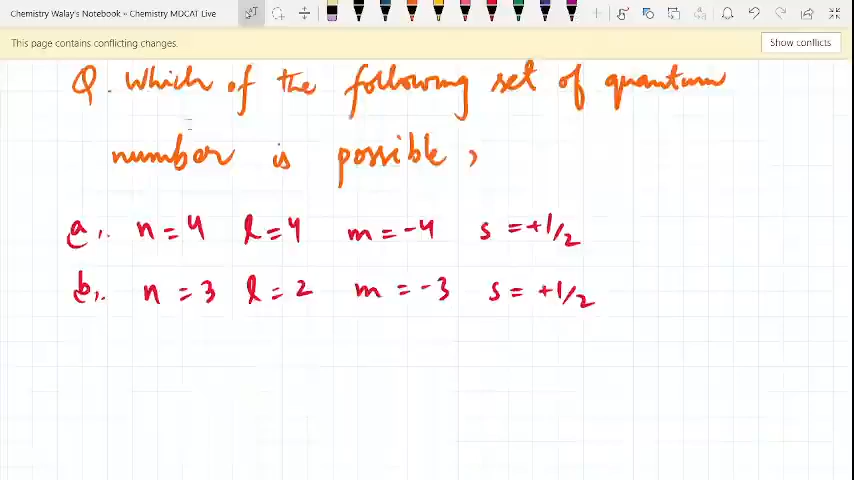 Chemistry Walay's Notebook » Chemistry MDCAT Live
This page contains conflicting changes.
Show conflicts
Q. Which of the following set of quantum
number is possible,
a,. n=4 l=4 m=-4 s=+1/2
b,. n=3 l=2 m=-3 s=+1/2